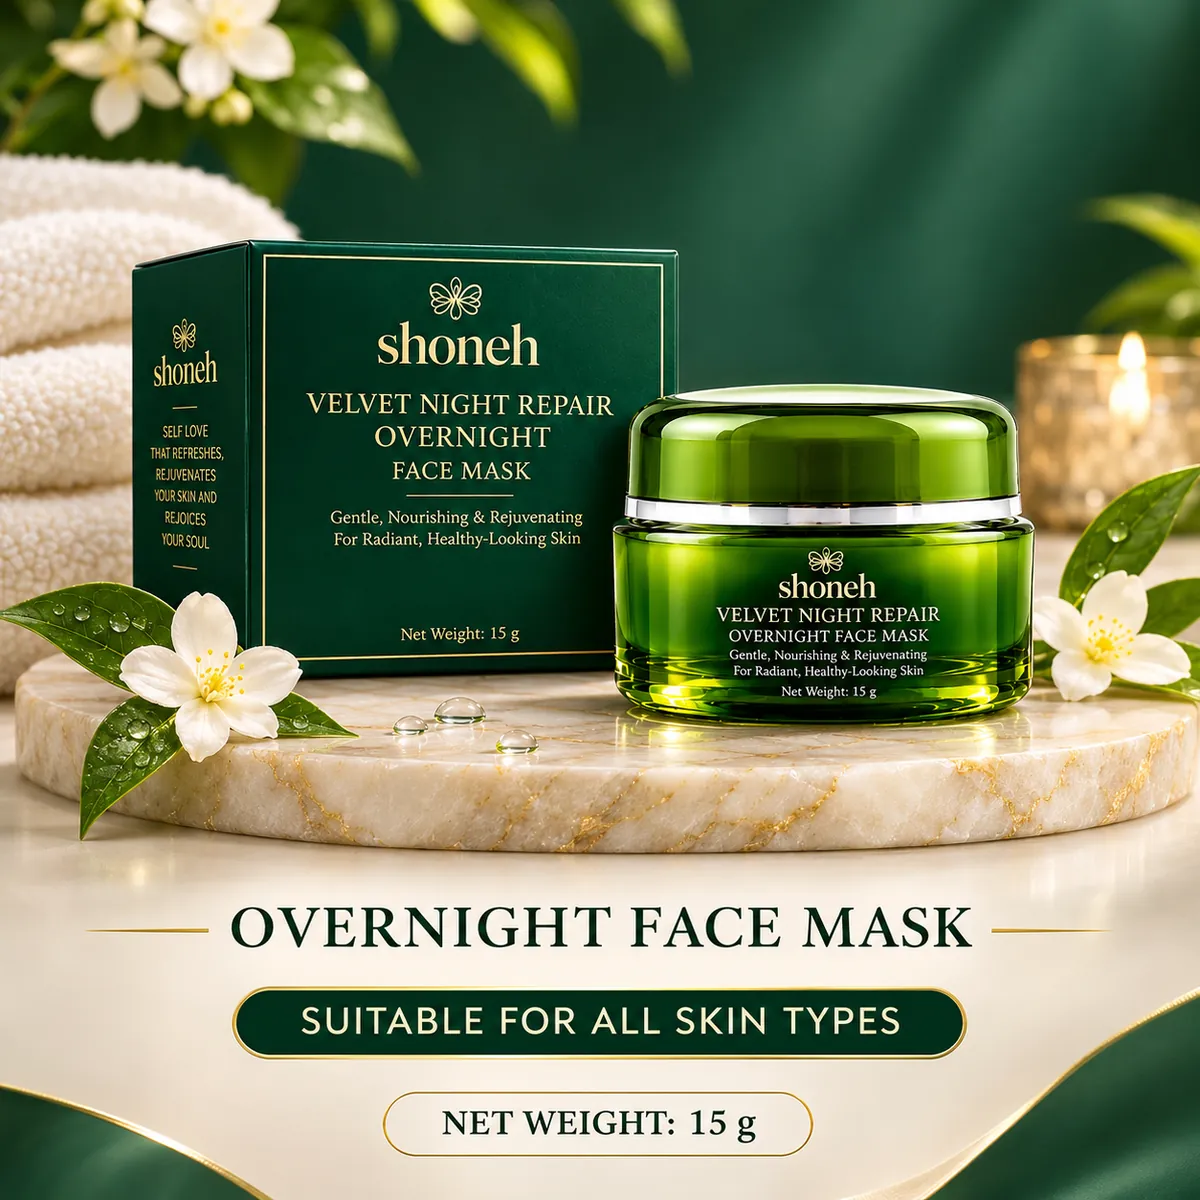 shoneh
SELF LOVE
THAT REFRESHES,
REJUVENATES
YOUR SKIN AND
REJOICES
YOUR SOUL
shoneh
VELVET NIGHT REPAIR
OVERNIGHT
FACE MASK
Gentle, Nourishing & Rejuvenating
For Radiant, Healthy-Looking Skin
Net Weight: 15 g
shoneh
VELVET NIGHT REPAIR
OVERNIGHT FACE MASK
Gentle, Nourishing & Rejuvenating
For Radiant, Healthy-Looking Skin
Net Weight: 15 g
OVERNIGHT FACE MASK
SUITABLE FOR ALL SKIN TYPES
NET WEIGHT: 15 g